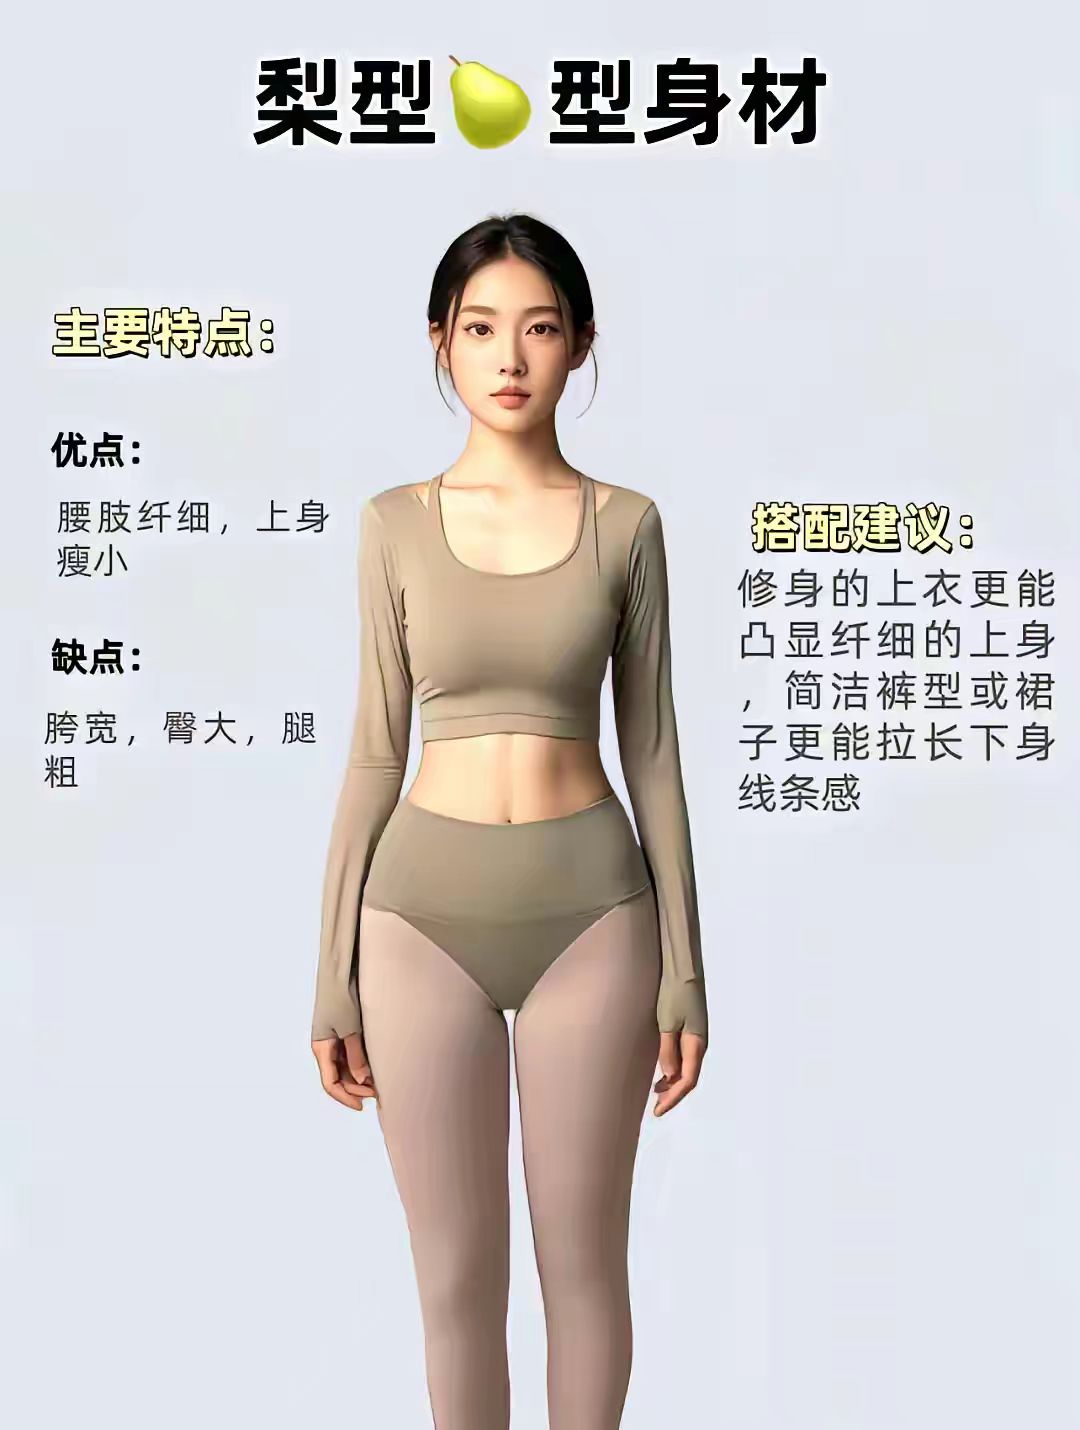 梨型🍐型身材
主要特点：
优点：
腰肢纤细，上身
瘦小
缺点：
胯宽，臀大，腿
粗
搭配建议：
修身的上衣更能
凸显纤细的上身
，简洁裤型或裙
子更能拉长下身
线条感